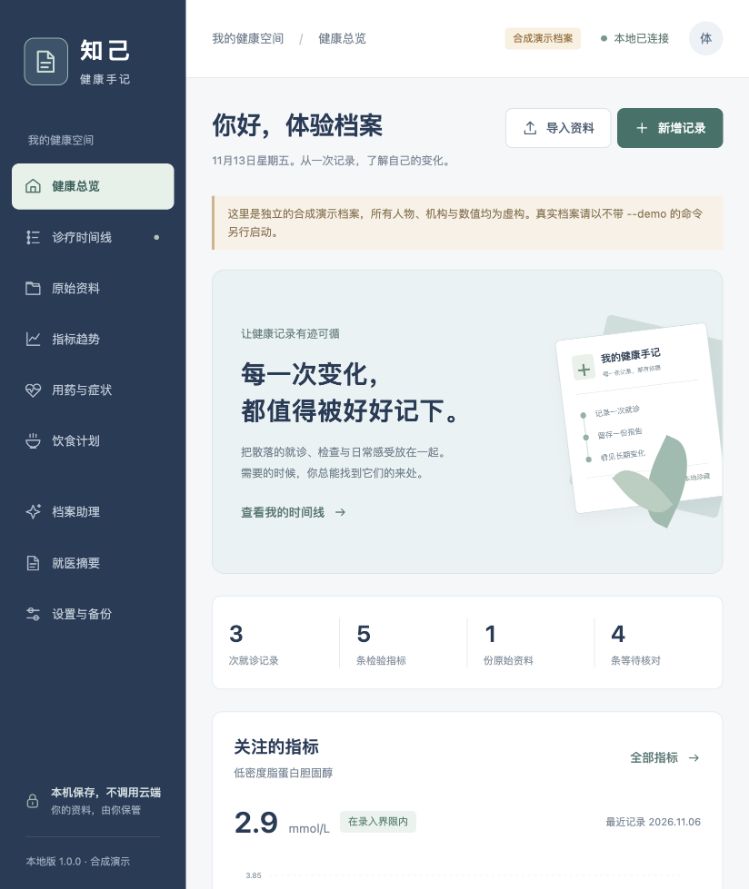 知己
健康手记
我的健康空间
健康总览
诊疗时间线
原始资料
指标趋势
用药与症状
饮食计划
档案助理
就医摘要
设置与备份
本机保存，不调用云端
你的资料，由你保管
本地版 1.0.0 · 合成演示
我的健康空间 / 健康总览
合成演示档案
本地已连接
体
你好，体验档案
11月13日星期五。从一次记录，了解自己的变化。
导入资料
新增记录
这里是独立的合成演示档案，所有人物、机构与数值均为虚构。真实档案请以不带 --demo 的命令
另行启动。
让健康记录有迹可循
每一次变化，
都值得被好好记下。
把散落的就诊、检查与日常感受放在一起。
需要的时候，你总能找到它们的来处。
查看我的时间线
我的健康手记
记录一次就诊
留存一份报告
看见长期变化
3
次就诊记录
5
条检验指标
1
份原始资料
4
条等待核对
关注的指标
低密度脂蛋白胆固醇
全部指标
2.9 mmol/L
在录入界限内
最近记录 2026.11.06
3.85